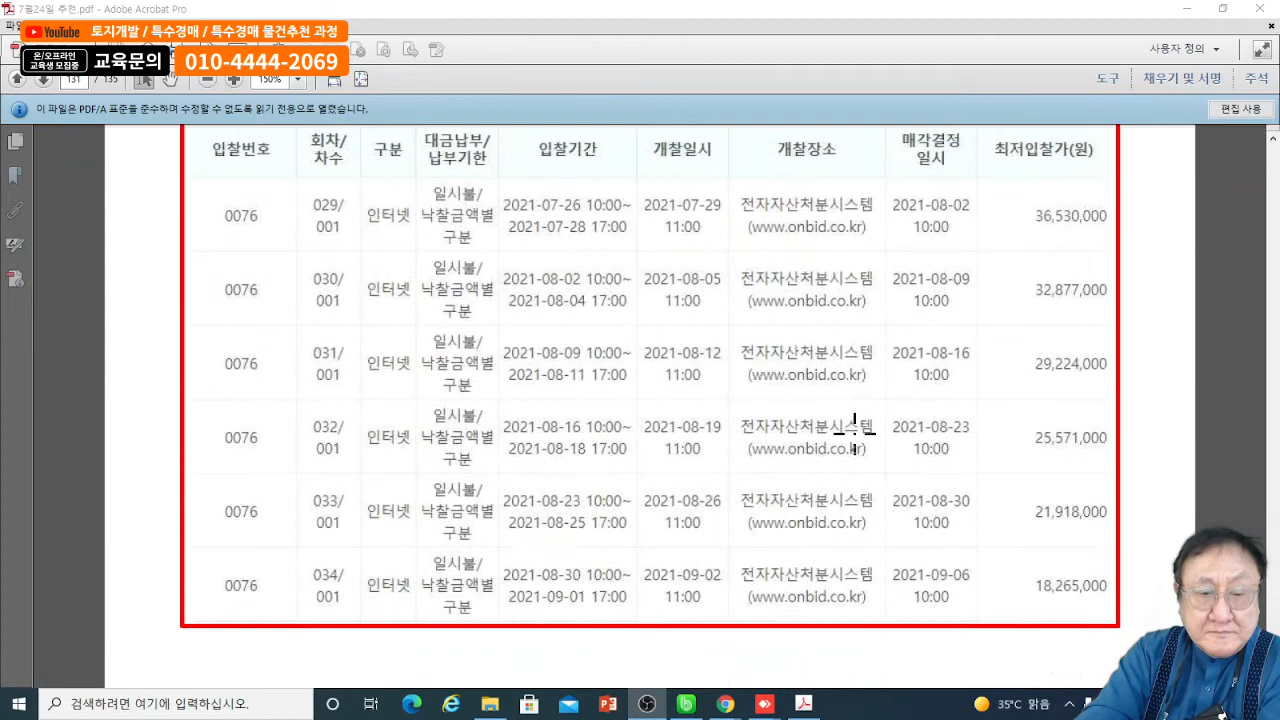 7월24일 추천.pdf - Adobe Acrobat Pro
YouTube 토지개발 / 특수경매 / 특수경매 물건추천 과정
온/오프라인
교육생 모집중
교육문의 010-4444-2069
사용자 정의
131 / 135
150%
도구 채우기 및 서명 주석
이 파일은 PDF/A 표준을 준수하며 수정할 수 없도록 읽기 전용으로 열렸습니다.
편집 사용
입찰번호 회차/차수 구분 대금납부/납부기한 입찰기간 개찰일시 개찰장소 매각결정일시 최저입찰가(원)
0076 029/001 인터넷 일시불/낙찰금액별 구분 2021-07-26 10:00~ 2021-07-28 17:00 2021-07-29 11:00 전자자산처분시스템 (www.onbid.co.kr) 2021-08-02 10:00 36,530,000
0076 030/001 인터넷 일시불/낙찰금액별 구분 2021-08-02 10:00~ 2021-08-04 17:00 2021-08-05 11:00 전자자산처분시스템 (www.onbid.co.kr) 2021-08-09 10:00 32,877,000
0076 031/001 인터넷 일시불/낙찰금액별 구분 2021-08-09 10:00~ 2021-08-11 17:00 2021-08-12 11:00 전자자산처분시스템 (www.onbid.co.kr) 2021-08-16 10:00 29,224,000
0076 032/001 인터넷 일시불/낙찰금액별 구분 2021-08-16 10:00~ 2021-08-18 17:00 2021-08-19 11:00 전자자산처분시스템 (www.onbid.co.kr) 2021-08-23 10:00 25,571,000
0076 033/001 인터넷 일시불/낙찰금액별 구분 2021-08-23 10:00~ 2021-08-25 17:00 2021-08-26 11:00 전자자산처분시스템 (www.onbid.co.kr) 2021-08-30 10:00 21,918,000
0076 034/001 인터넷 일시불/낙찰금액별 구분 2021-08-30 10:00~ 2021-09-01 17:00 2021-09-02 11:00 전자자산처분시스템 (www.onbid.co.kr) 2021-09-06 10:00 18,265,000
검색하려면 여기에 입력하십시오.
35°C 맑음